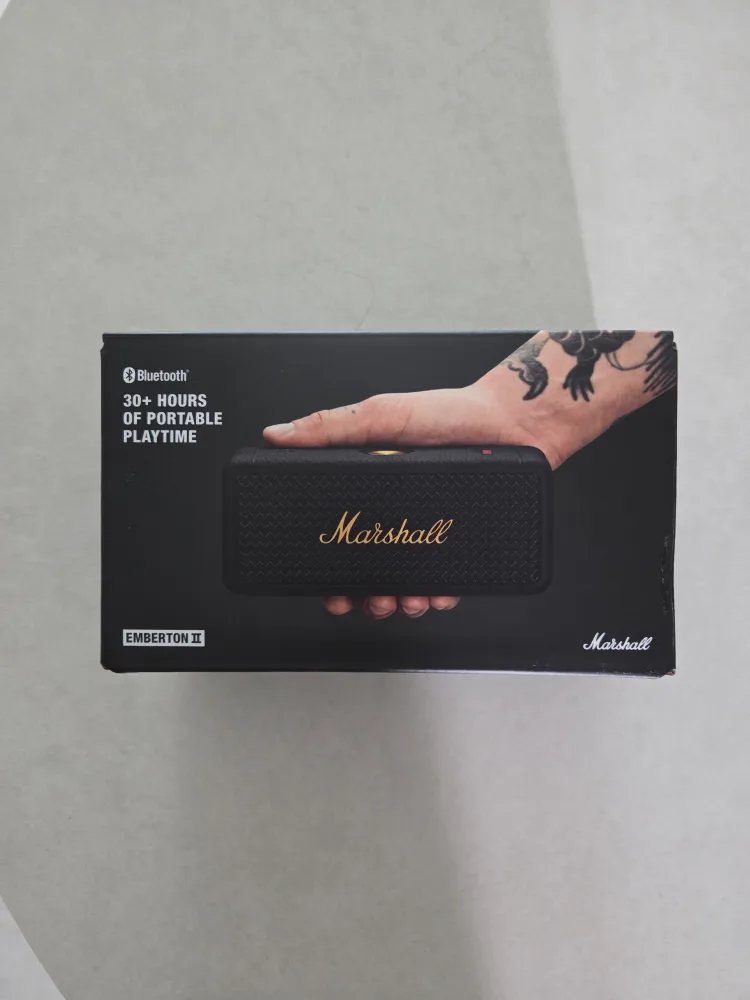 Bluetooth
30+ HOURS
OF PORTABLE
PLAYTIME
Marshall
EMBERTON II
Marshall